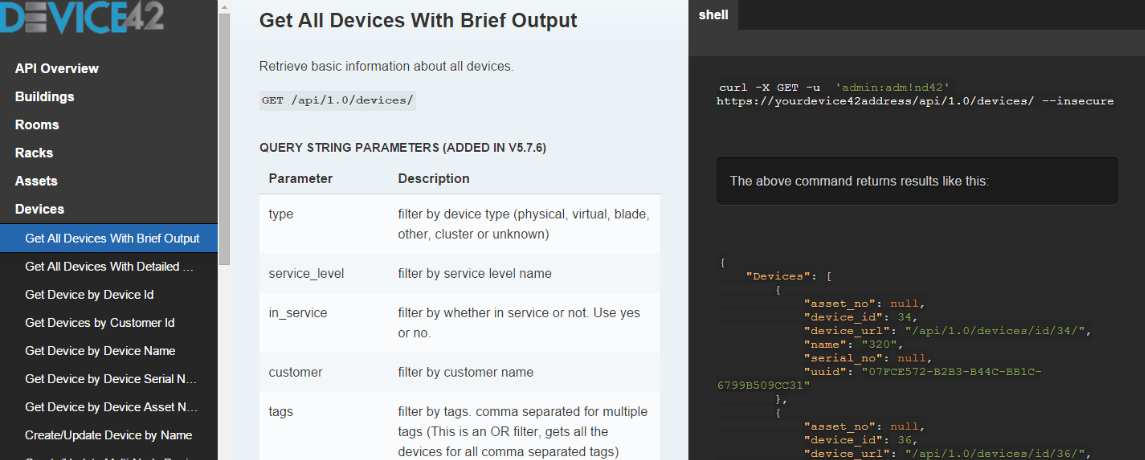 DEVICE42
API Overview
Buildings
Rooms
Racks
Assets
Devices
Get All Devices With Brief Output
Get All Devices With Detailed ...
Get Device by Device Id
Get Devices by Customer Id
Get Device by Device Name
Get Device by Device Serial N...
Get Device by Device Asset N...
Create/Update Device by Name
Get All Devices With Brief Output
Retrieve basic information about all devices.
GET /api/1.0/devices/
QUERY STRING PARAMETERS (ADDED IN V5.7.6)
Parameter Description
type filter by device type (physical, virtual, blade,
other, cluster or unknown)
service_level filter by service level name
in_service filter by whether in service or not. Use yes
or no.
customer filter by customer name
tags filter by tags. comma separated for multiple
tags (This is an OR filter, gets all the
devices for all comma separated tags)
shell
curl -X GET -u 'admin:adm!nd42'
https://yourdevice42address/api/1.0/devices/ --insecure
The above command returns results like this:
{
"Devices": [
{
"asset_no": null,
"device_id": 34,
"device_url": "/api/1.0/devices/id/34/",
"name": "320",
"serial_no": null,
"uuid": "07FCE572-B2B3-B44C-BB1C-
6799B509CC31"
},
{
"asset_no": null,
"device_id": 36,
"device_url": "/api/1.0/devices/id/36/",